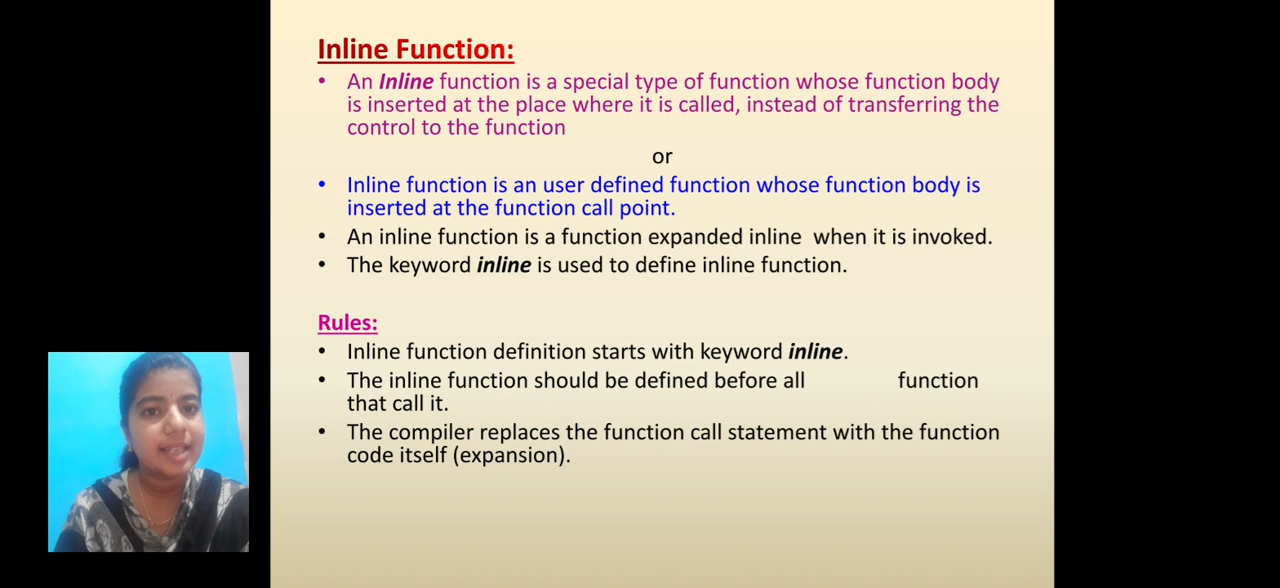 Inline Function:
• An Inline function is a special type of function whose function body
is inserted at the place where it is called, instead of transferring the
control to the function
or
• Inline function is an user defined function whose function body is
inserted at the function call point.
• An inline function is a function expanded inline  when it is invoked.
• The keyword inline is used to define inline function.
Rules:
• Inline function definition starts with keyword inline.
• The inline function should be defined before all function
that call it.
• The compiler replaces the function call statement with the function
code itself (expansion).